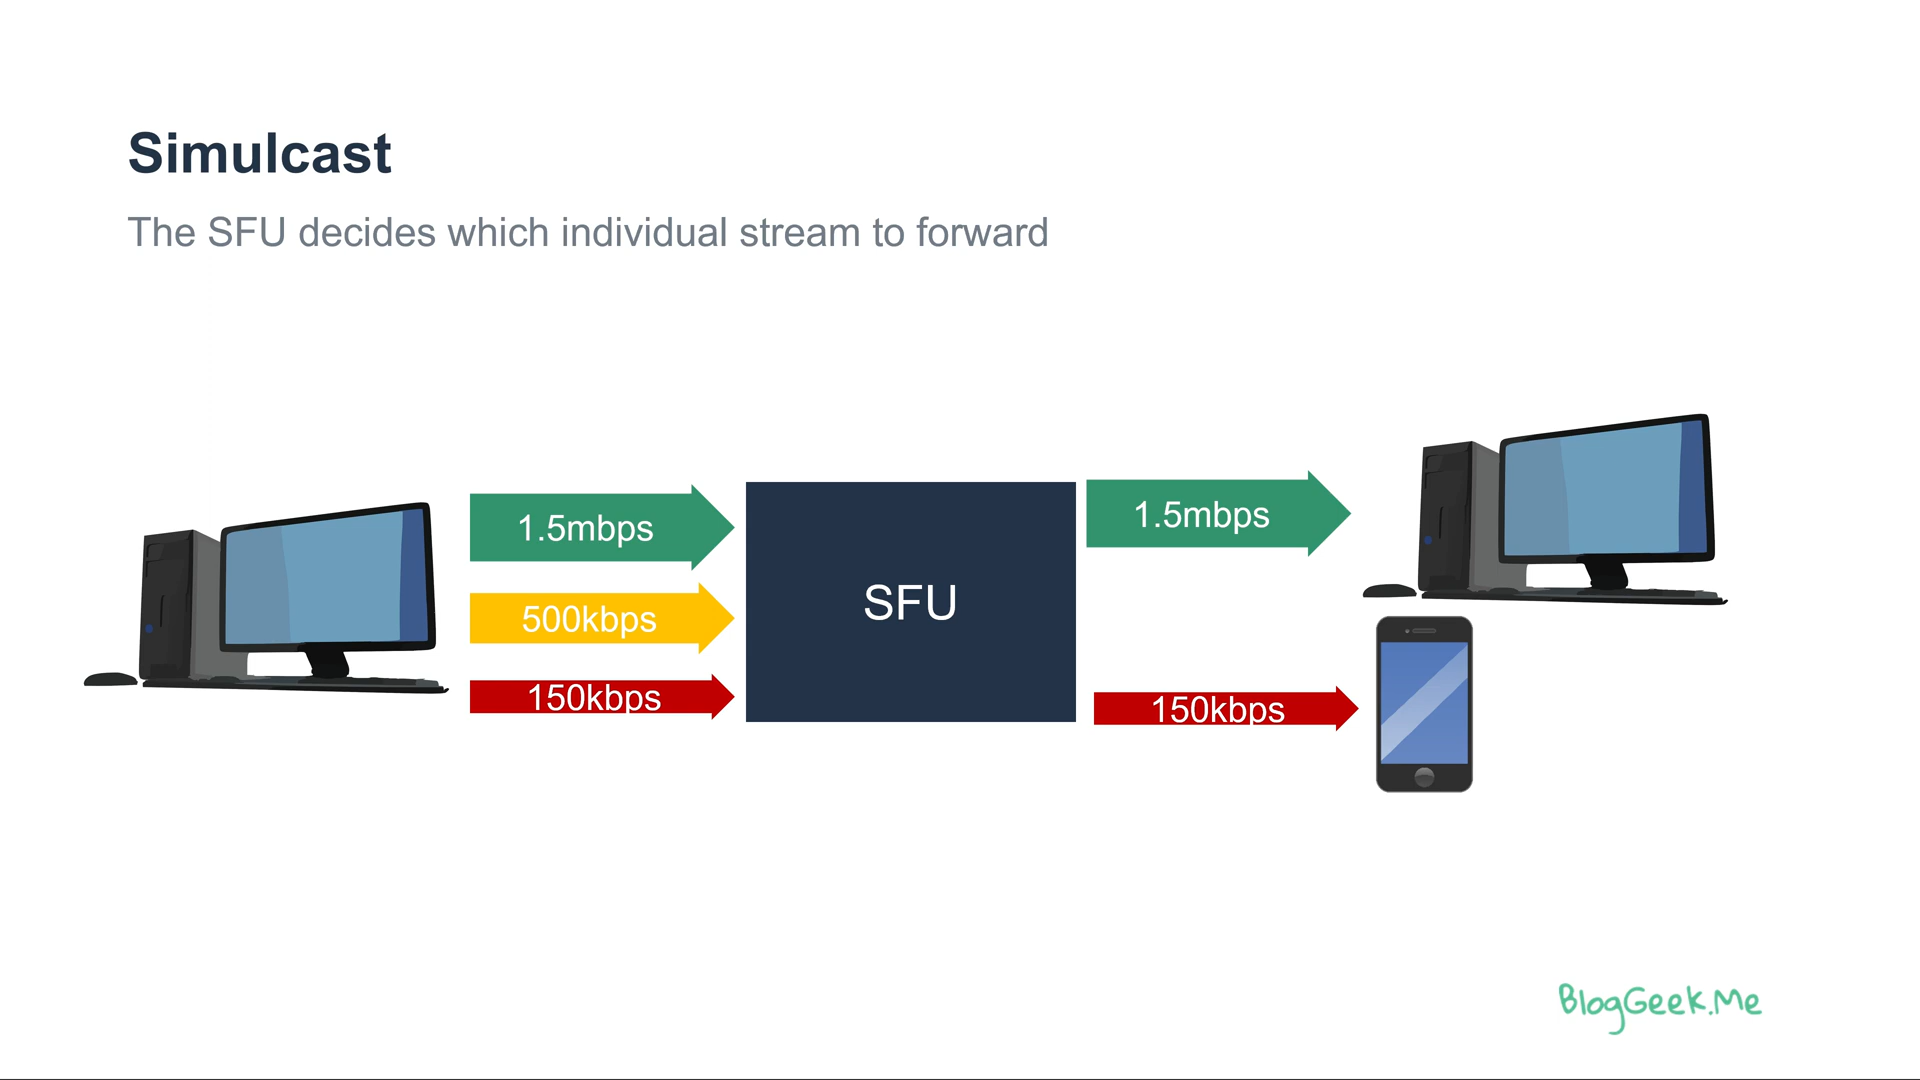 Simulcast
The SFU decides which individual stream to forward
1.5mbps
500kbps
150kbps
SFU
1.5mbps
150kbps
BlogGeek.Me